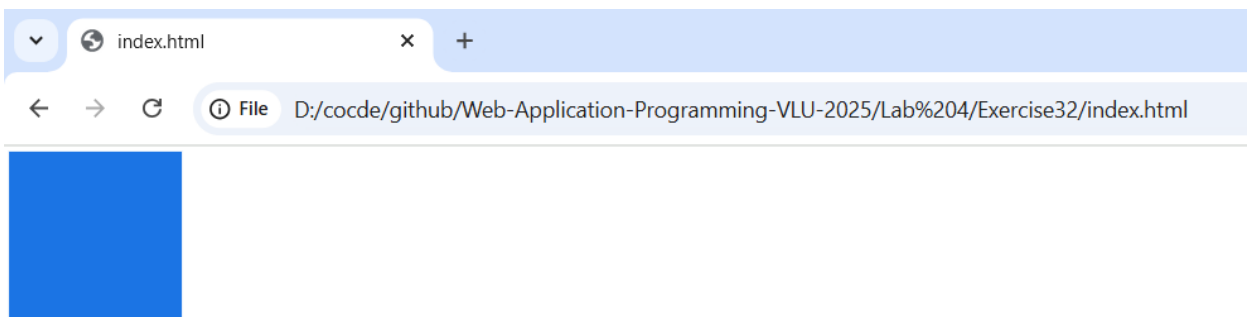 index.html
File D:/cocde/github/Web-Application-Programming-VLU-2025/Lab%204/Exercise32/index.html